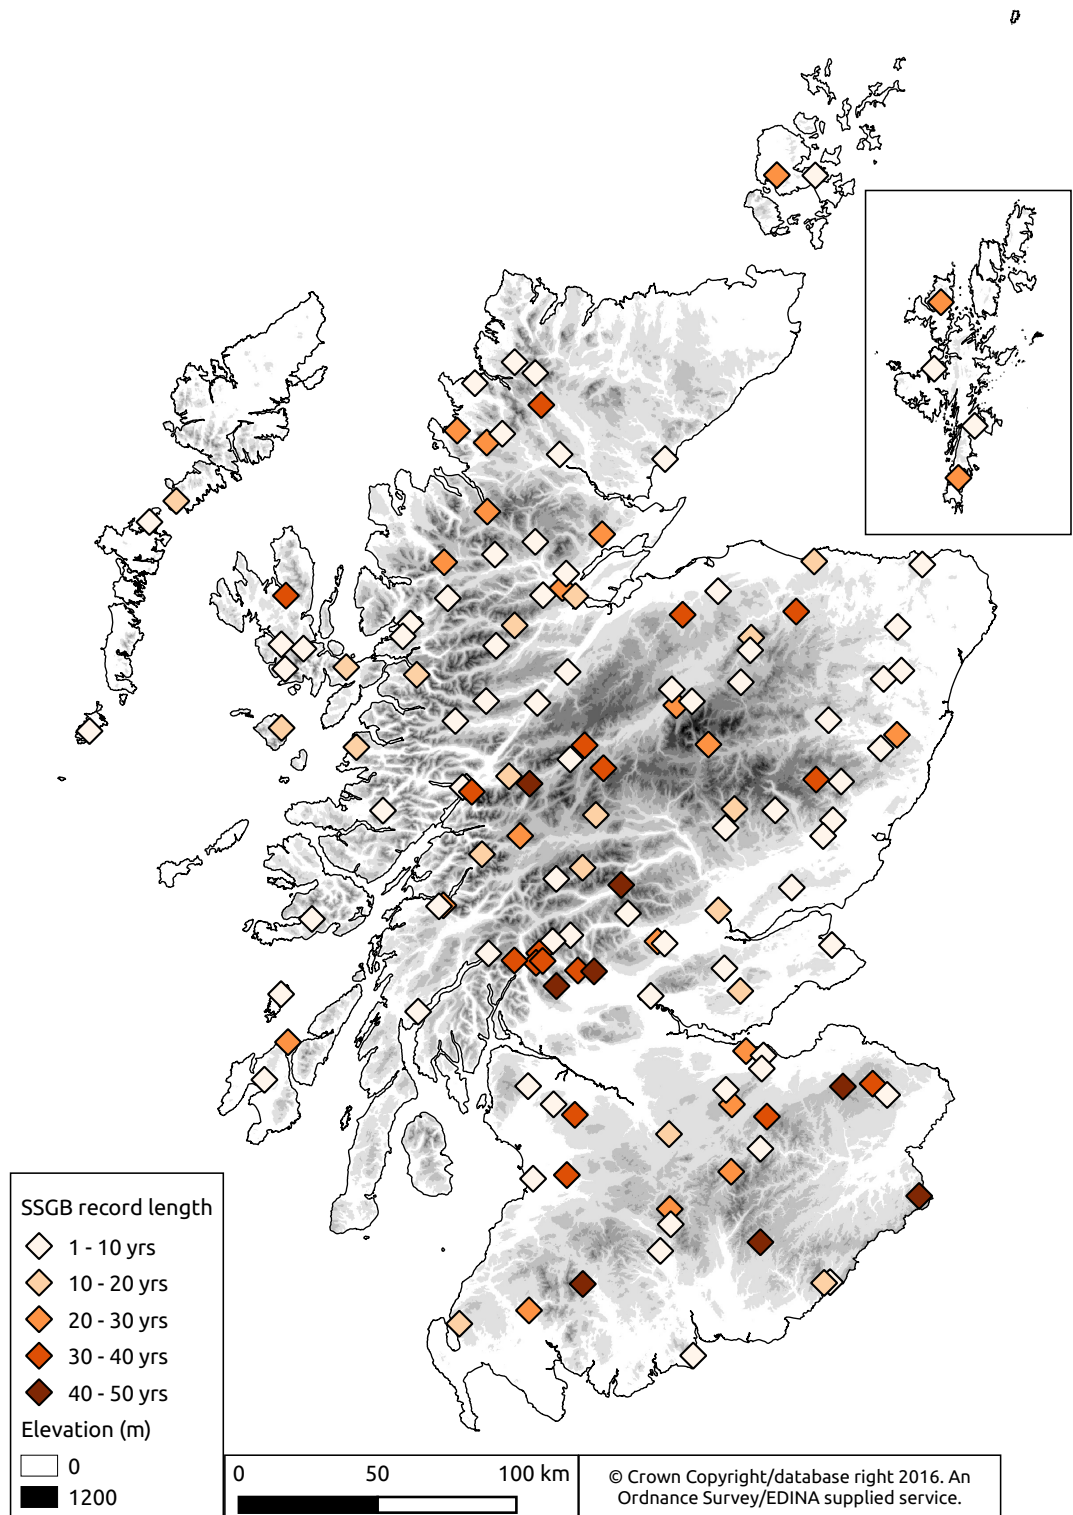 SSGB record length
1 - 10 yrs
10 - 20 yrs
20 - 30 yrs
30 - 40 yrs
40 - 50 yrs
Elevation (m)
0
1200
0 50 100 km
© Crown Copyright/database right 2016. An
Ordnance Survey/EDINA supplied service.